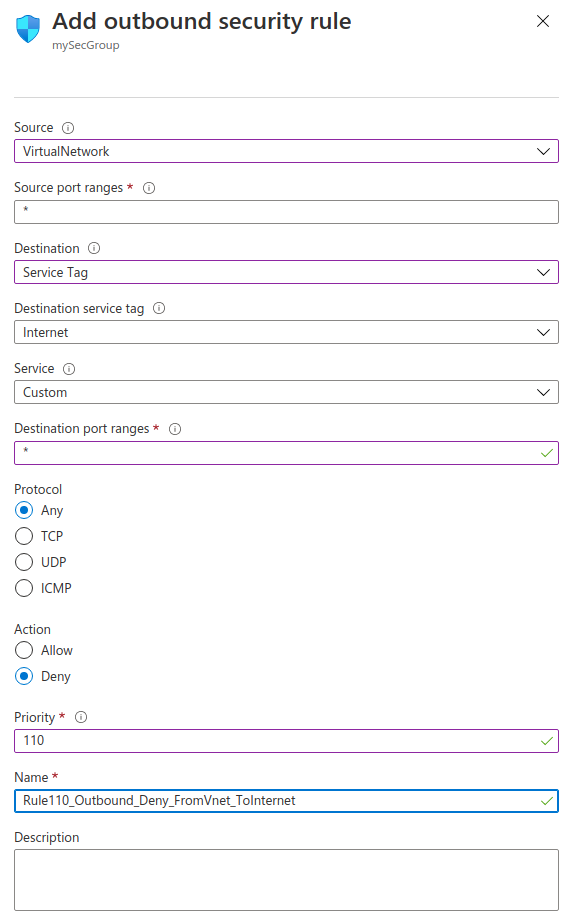 Add outbound security rule
mySecGroup
Source
VirtualNetwork
Source port ranges *
*
Destination
Service Tag
Destination service tag
Internet
Service
Custom
Destination port ranges *
*
Protocol
Any
TCP
UDP
ICMP
Action
Allow
Deny
Priority *
110
Name *
Rule110_Outbound_Deny_FromVnet_ToInternet
Description